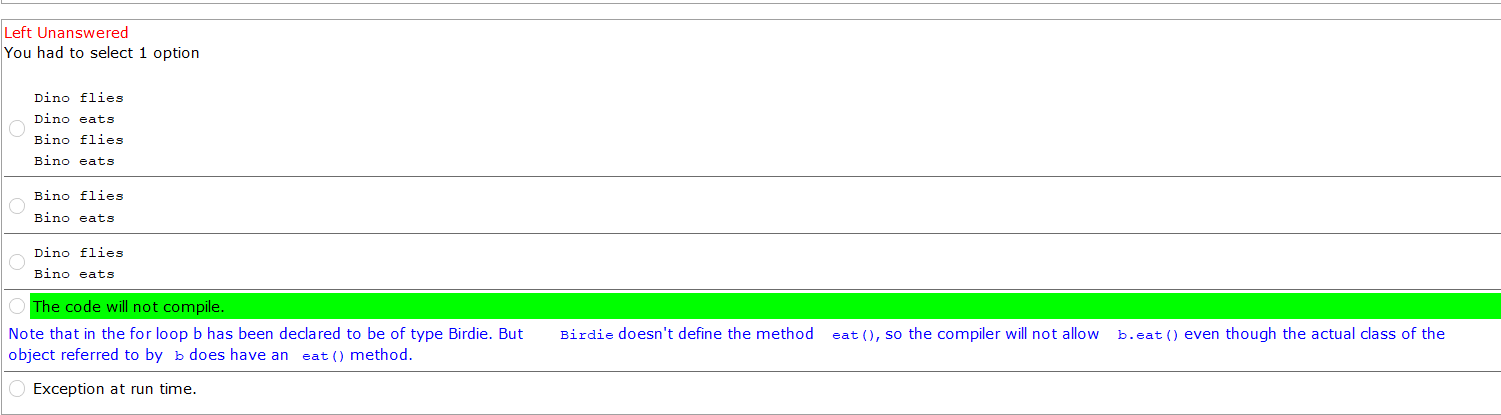 Left Unanswered
You had to select 1 option
Dino flies
Dino eats
Bino flies
Bino eats
Bino flies
Bino eats
Dino flies
Bino eats
The code will not compile.
Note that in the for loop b has been declared to be of type Birdie. But Birdie doesn't define the method eat(), so the compiler will not allow b.eat() even though the actual class of the
object referred to by b does have an eat() method.
Exception at run time.